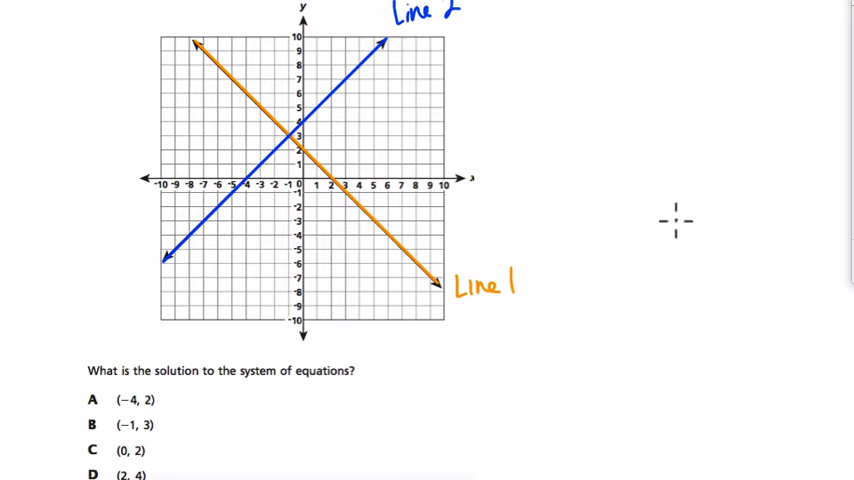 y
Line 2
10
9
8
7
6
5
4
3
2
1
-10 -9 -8 -7 -6 -5 -4 -3 -2 -1 0 1 2 3 4 5 6 7 8 9 10
-1
-2
-3
-4
-5
-6
-7
-8
-9
-10
Line 1
What is the solution to the system of equations?
A (−4, 2)
B (−1, 3)
C (0, 2)
D (2, 4)